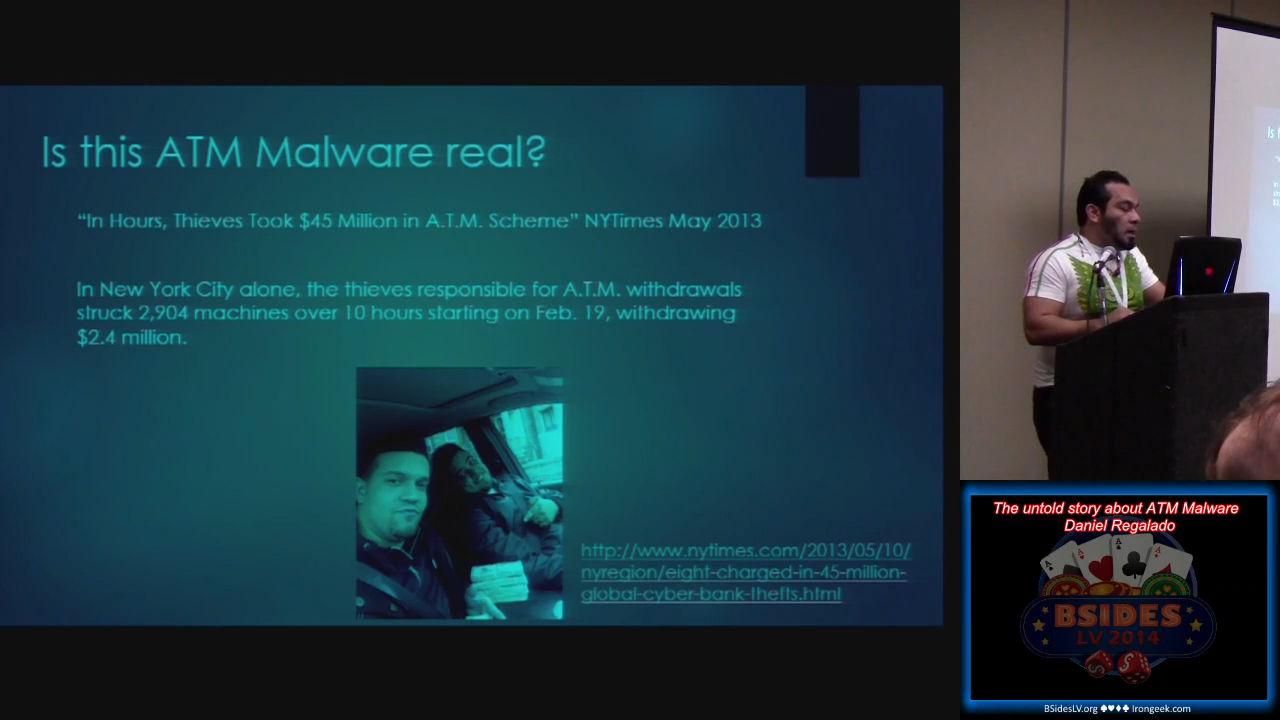 Is this ATM Malware real?
“In Hours, Thieves Took $45 Million in A.T.M. Scheme” NYTimes May 2013
In New York City alone, the thieves responsible for A.T.M. withdrawals
struck 2,904 machines over 10 hours starting on Feb. 19, withdrawing
$2.4 million.
http://www.nytimes.com/2013/05/10/
nyregion/eight-charged-in-45-million-
global-cyber-bank-thefts.html
The untold story about ATM Malware
Daniel Regalado
BSIDES
LV 2014
BSidesLV.org ♠♥♦♣ Irongeek.com